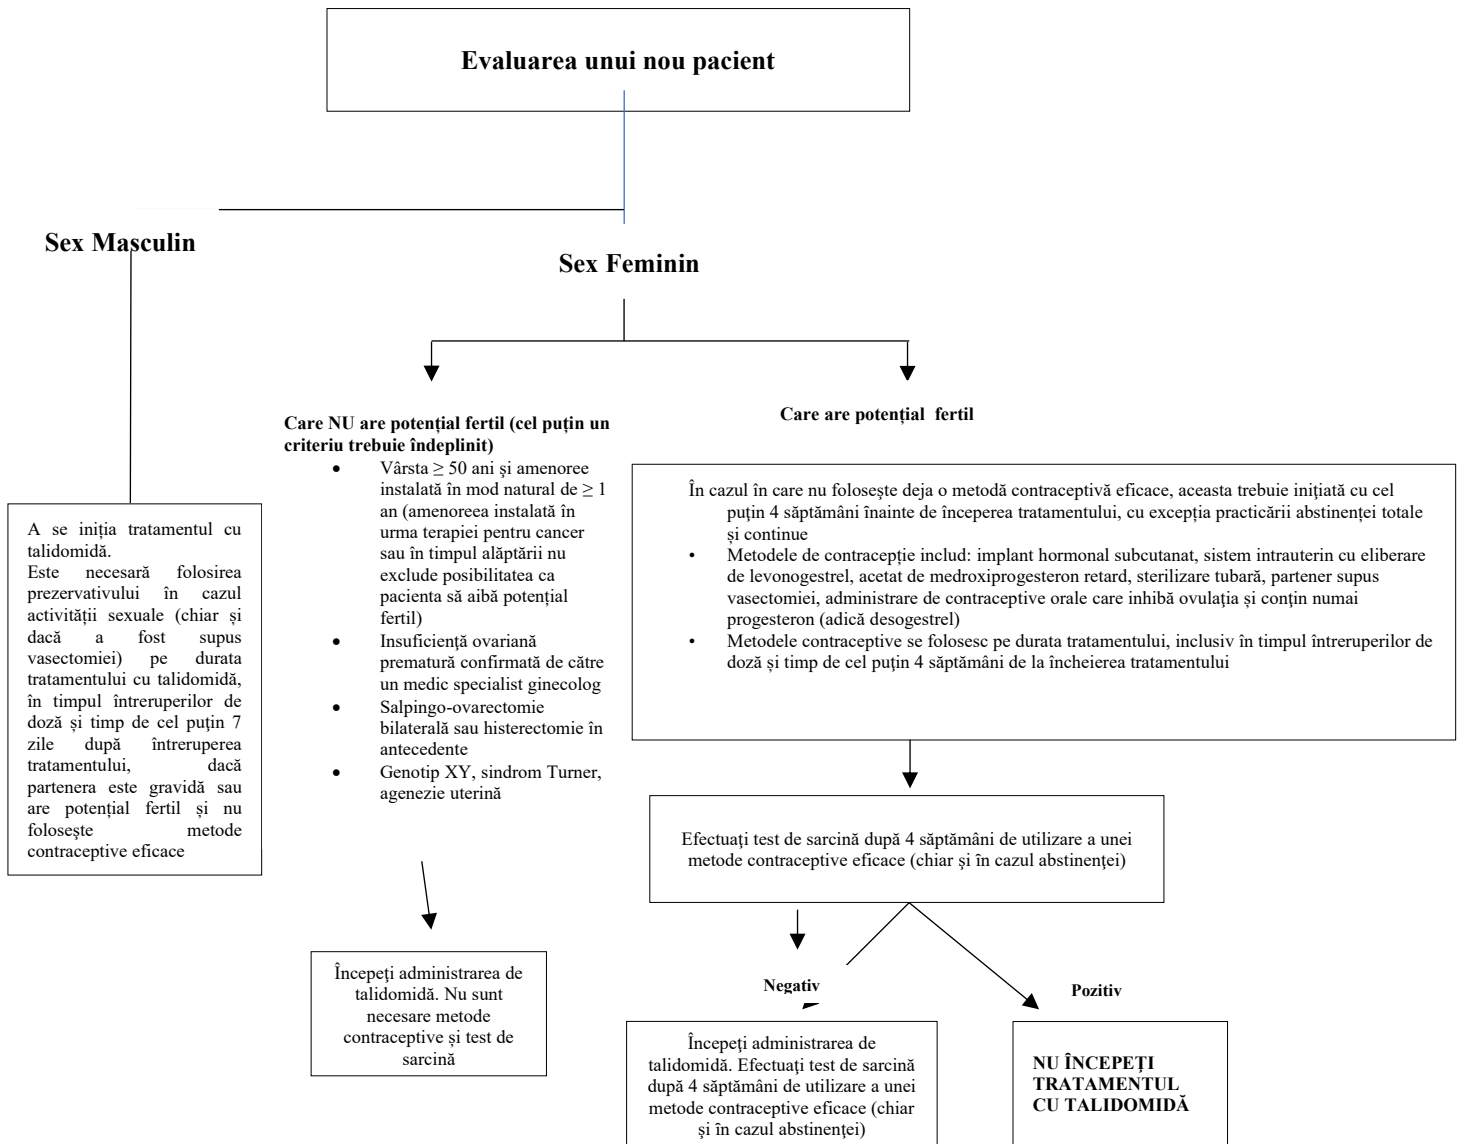 Evaluarea unui nou pacient
Sex Masculin
Sex Feminin
Care NU are potențial fertil (cel puțin un
criteriu trebuie îndeplinit)
• Vârsta ≥ 50 ani şi amenoree
instalată în mod natural de ≥ 1
an (amenoreea instalată în
urma terapiei pentru cancer
sau în timpul alăptării nu
exclude posibilitatea ca
pacienta să aibă potențial
fertil)
• Insuficienţă ovariană
prematură confirmată de către
un medic specialist ginecolog
• Salpingo-ovarectomie
bilaterală sau histerectomie în
antecedente
• Genotip XY, sindrom Turner,
agenezie uterină
Care are potențial fertil
În cazul în care nu folosește deja o metodă contraceptivă eficace, aceasta trebuie inițiată cu cel
puțin 4 săptămâni înainte de începerea tratamentului, cu excepția practicării abstinenței totale
și continue
• Metodele de contracepție includ: implant hormonal subcutanat, sistem intrauterin cu eliberare
de levonogestrel, acetat de medroxiprogesteron retard, sterilizare tubară, partener supus
vasectomiei, administrare de contraceptive orale care inhibă ovulaţia și conțin numai
progesteron (adică desogestrel)
• Metodele contraceptive se folosesc pe durata tratamentului, inclusiv în timpul întreruperilor de
doză și timp de cel puţin 4 săptămâni de la încheierea tratamentului
A se iniția tratamentul cu
talidomidă.
Este necesară folosirea
prezervativului în cazul
activității sexuale (chiar și
dacă a fost supus
vasectomiei) pe durata
tratamentului cu talidomidă,
în timpul întreruperilor de
doză și timp de cel puţin 7
zile după întreruperea
tratamentului, dacă
partenera este gravidă sau
are potențial fertil și nu
folosește metode
contraceptive eficace
Efectuați test de sarcină după 4 săptămâni de utilizare a unei
metode contraceptive eficace (chiar şi în cazul abstinenţei)
Începeți administrarea de
talidomidă. Nu sunt
necesare metode
contraceptive și test de
sarcină
Negativ
Pozitiv
Începeţi administrarea de
talidomidă. Efectuați test de sarcină
după 4 săptămâni de utilizare a unei
metode contraceptive eficace (chiar
şi în cazul abstinenţei)
NU ÎNCEPEŢI
TRATAMENTUL
CU TALIDOMIDĂ